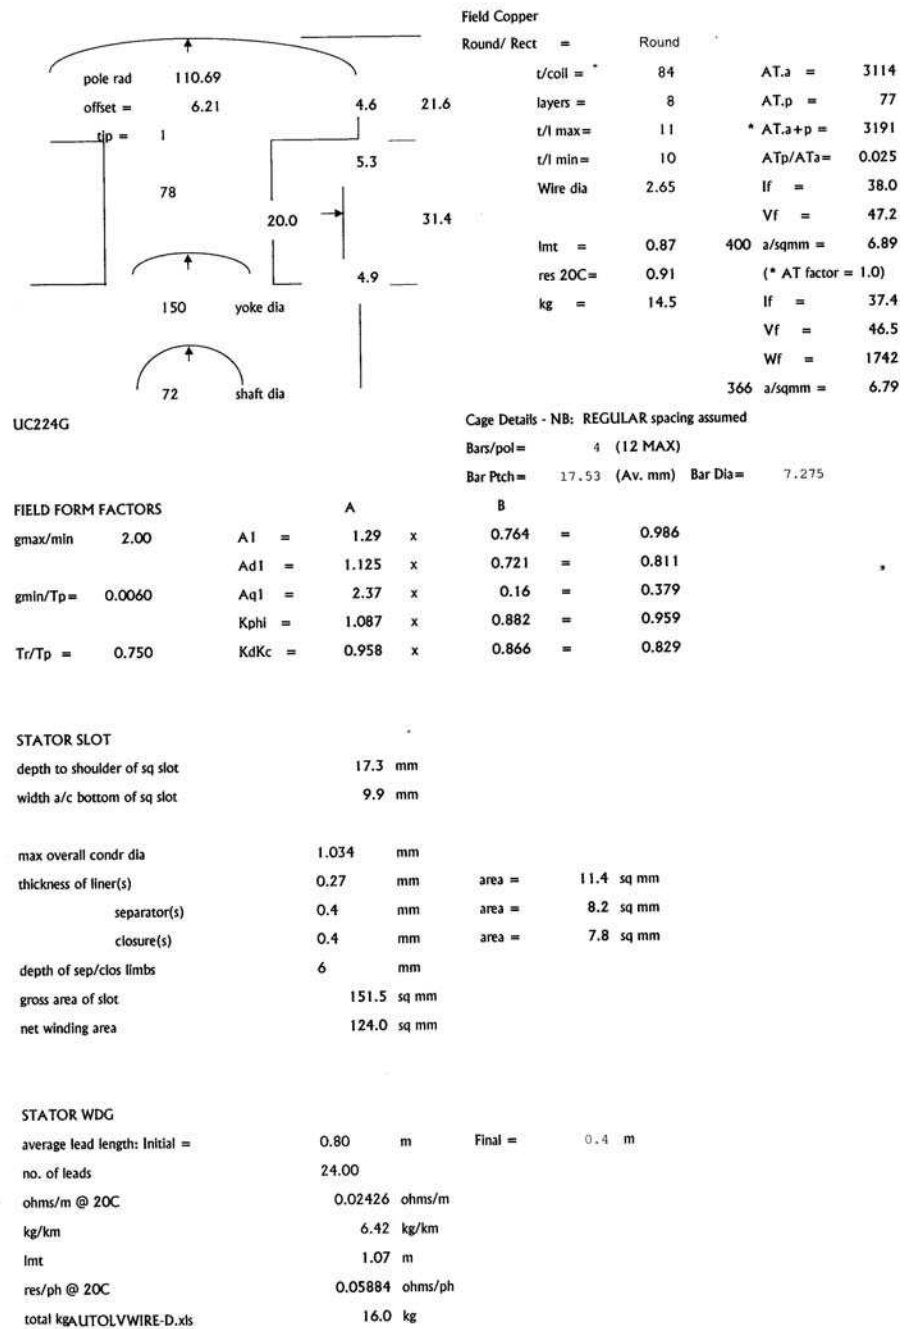 Field Copper
Round/ Rect = Round
pole rad 110.69 t/coil = 84 AT.a = 3114
offset = 6.21 4.6 21.6 layers = 8 AT.p = 77
tip = 1 t/l max= 11 * AT.a+p = 3191
5.3 t/l min= 10 ATp/ATa= 0.025
78 Wire dia 2.65 If = 38.0
20.0 31.4 Vf = 47.2
lmt = 0.87 400 a/sqmm = 6.89
4.9 res 20C= 0.91 (* AT factor = 1.0)
150 yoke dia kg = 14.5 If = 37.4
Vf = 46.5
Wf = 1742
72 shaft dia 366 a/sqmm = 6.79
UC224G Cage Details - NB: REGULAR spacing assumed
Bars/pol= 4 (12 MAX)
Bar Ptch= 17.53 (Av. mm) Bar Dia= 7.275
FIELD FORM FACTORS A B
gmax/min 2.00 A1 = 1.29 x 0.764 = 0.986
Ad1 = 1.125 x 0.721 = 0.811
gmin/Tp= 0.0060 Aq1 = 2.37 x 0.16 = 0.379
Kphi = 1.087 x 0.882 = 0.959
Tr/Tp = 0.750 KdKc = 0.958 x 0.866 = 0.829
STATOR SLOT
depth to shoulder of sq slot 17.3 mm
width a/c bottom of sq slot 9.9 mm
max overall condr dia 1.034 mm
thickness of liner(s) 0.27 mm area = 11.4 sq mm
separator(s) 0.4 mm area = 8.2 sq mm
closure(s) 0.4 mm area = 7.8 sq mm
depth of sep/clos limbs 6 mm
gross area of slot 151.5 sq mm
net winding area 124.0 sq mm
STATOR WDG
average lead length: Initial = 0.80 m Final = 0.4 m
no. of leads 24.00
ohms/m @ 20C 0.02426 ohms/m
kg/km 6.42 kg/km
lmt 1.07 m
res/ph @ 20C 0.05884 ohms/ph
total kgAUTOLVWIRE-D.xls 16.0 kg